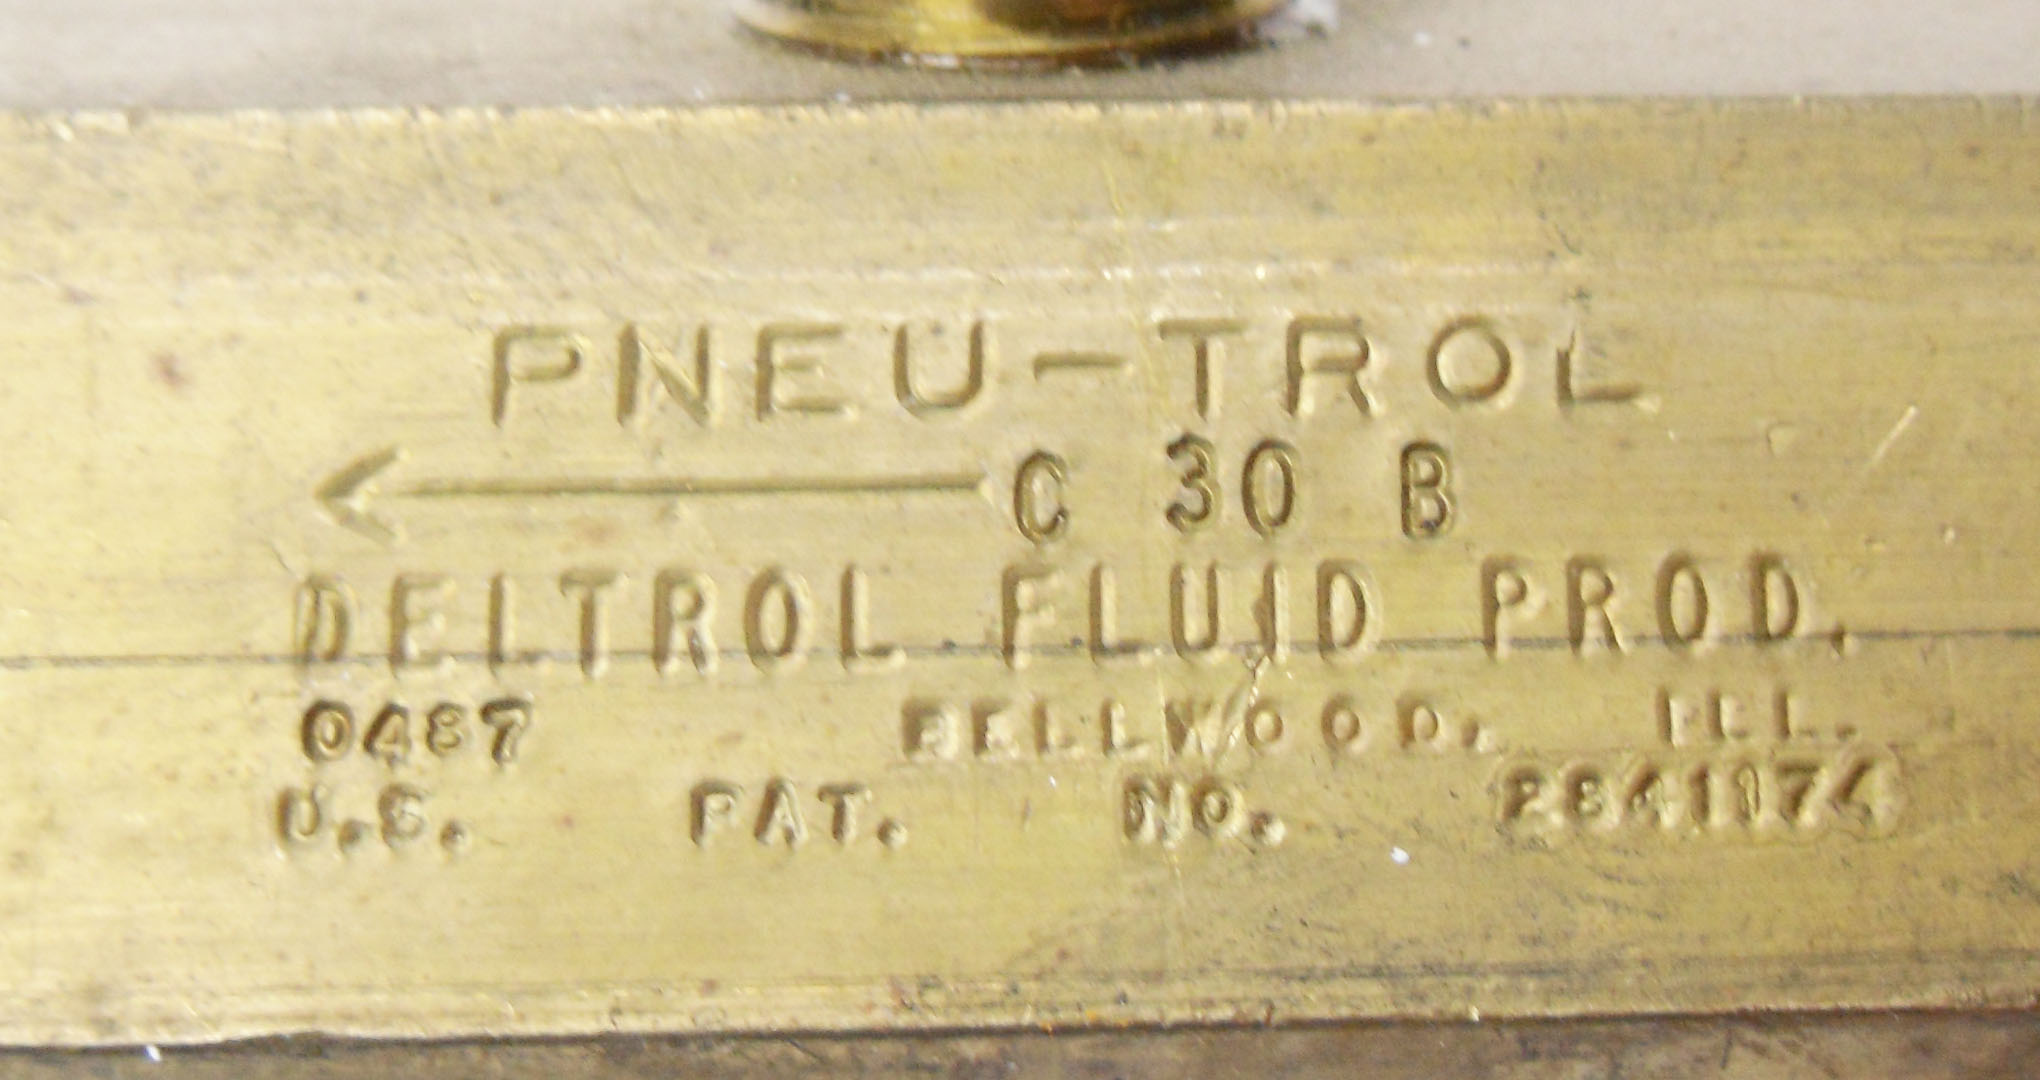 PNEU-TROL
← C 30 B
DELTROL FLUID PROD.
0487 BELLWOOD, ILL.
U.S. PAT. NO. 2841174